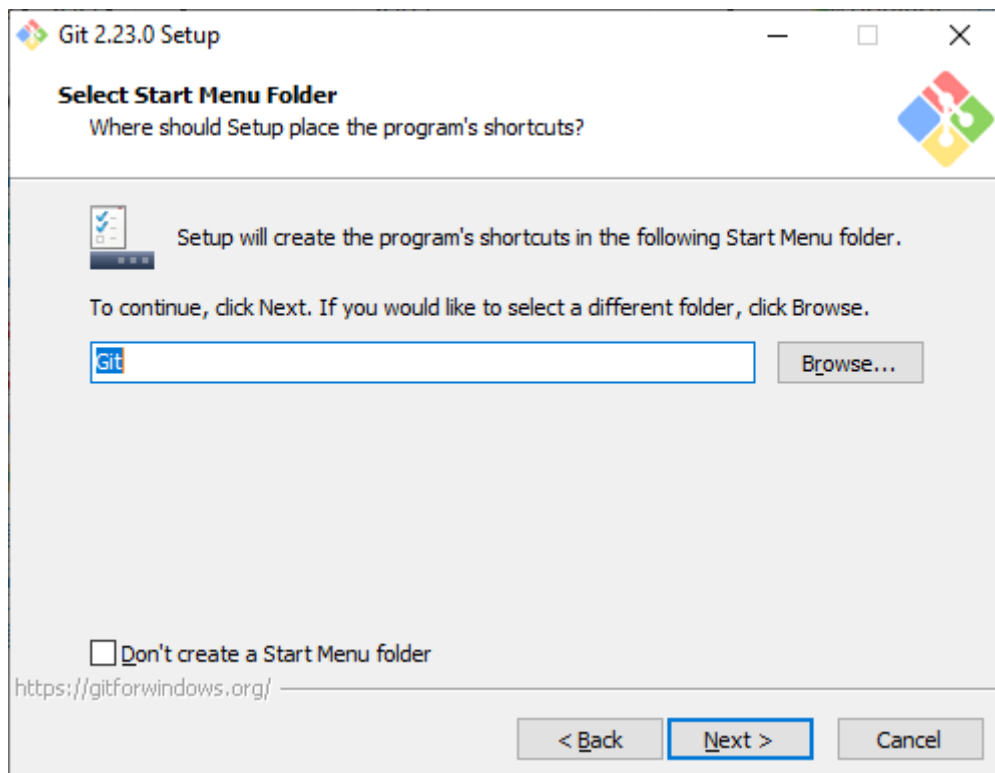 Git 2.23.0 Setup
Select Start Menu Folder
Where should Setup place the program's shortcuts?
Setup will create the program's shortcuts in the following Start Menu folder.
To continue, click Next. If you would like to select a different folder, click Browse.
Git
Browse...
Don't create a Start Menu folder
https://gitforwindows.org/
< Back
Next >
Cancel